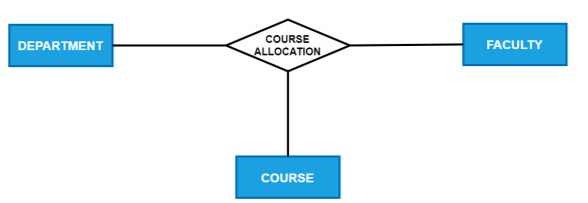 DEPARTMENT
COURSE
ALLOCATION
FACULTY
COURSE